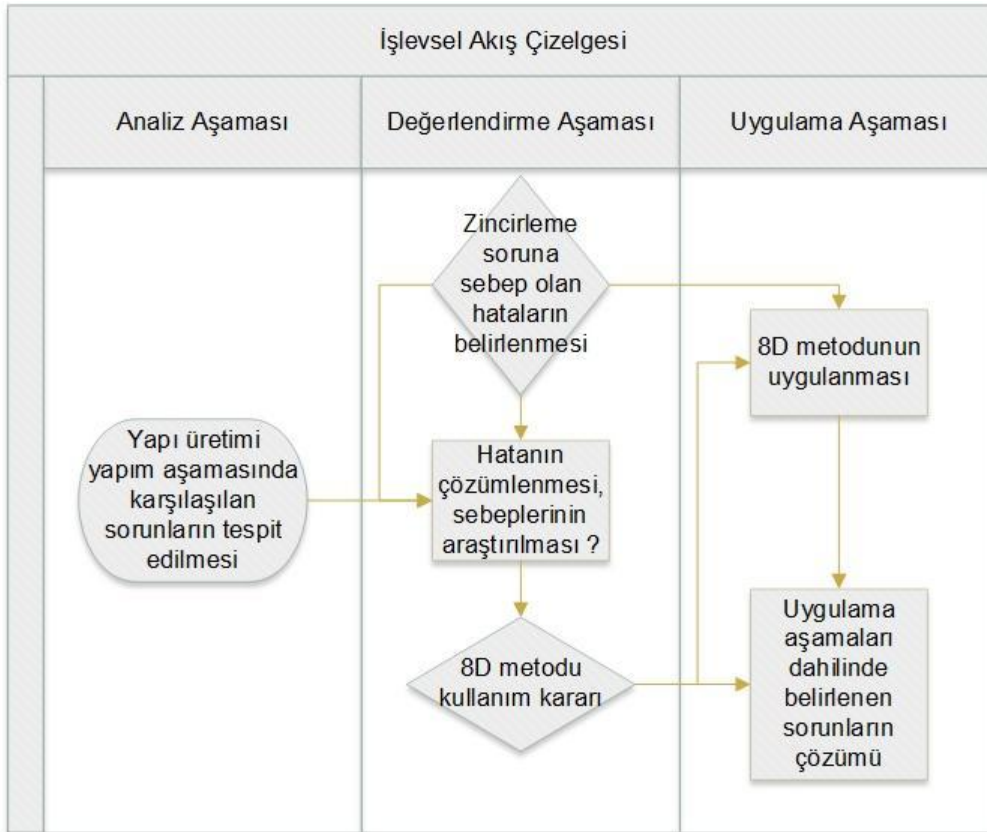 İşlevsel Akış Çizelgesi
Analiz Aşaması
Değerlendirme Aşaması
Uygulama Aşaması
Yapı üretimi
yapım aşamasında
karşılaşılan
sorunların tespit
edilmesi
Zincirleme
soruna
sebep olan
hataların
belirlenmesi
Hatanın
çözümlenmesi,
sebeplerinin
araştırılması ?
8D metodu
kullanım kararı
8D metodunun
uygulanması
Uygulama
aşamaları
dahilinde
belirlenen
sorunların
çözümü